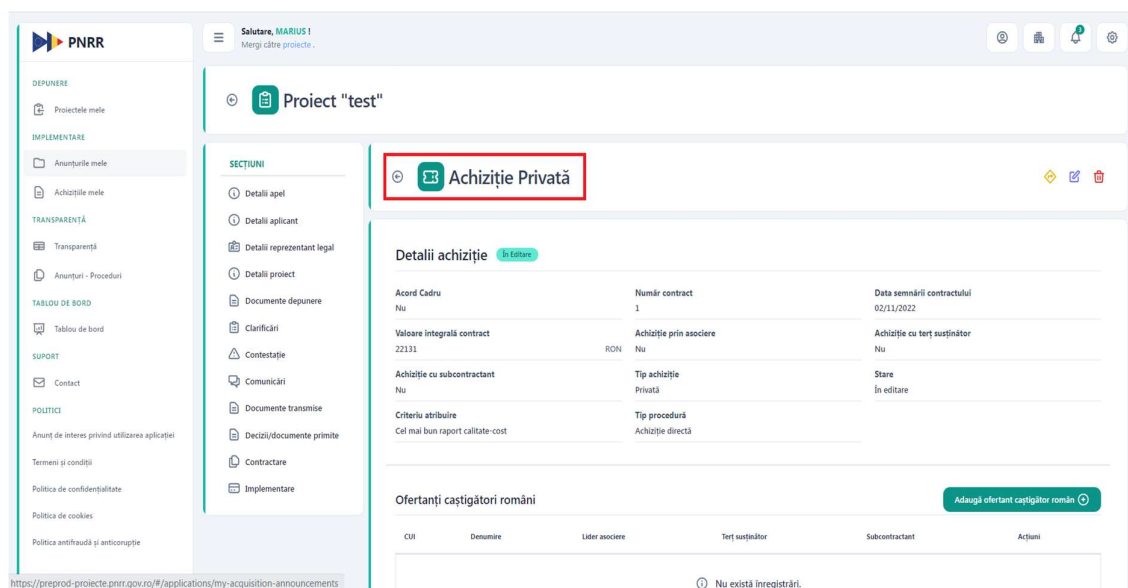 PNRR
Salutare, MARIUS !
Mergi către proiecte .
3
DEPUNERE
Proiectele mele
IMPLEMENTARE
Anunțurile mele
Achizițiile mele
TRANSPARENȚĂ
Transparență
Anunțuri - Proceduri
TABLOU DE BORD
Tablou de bord
SUPORT
Contact
POLITICI
Anunț de interes privind utilizarea aplicației
Termeni și condiții
Politica de confidențialitate
Politica de cookies
Politica antifraudă și anticorupție
Proiect "test"
SECȚIUNI
Detalii apel
Detalii aplicant
Detalii reprezentant legal
Detalii proiect
Documente depunere
Clarificări
Contestație
Comunicări
Documente transmise
Decizii/documente primite
Contractare
Implementare
Achiziție Privată
Detalii achiziție În Editare
Acord Cadru Număr contract Data semnării contractului
Nu 1 02/11/2022
Valoare integrală contract Achiziție prin asociere Achiziție cu terț susținător
22131 RON Nu Nu
Achiziție cu subcontractant Tip achiziție Stare
Nu Privată În editare
Criteriu atribuire Tip procedură
Cel mai bun raport calitate-cost Achiziție directă
Ofertanți caștigători români Adaugă ofertant caștigător român
CUI Denumire Lider asociere Terț susținător Subcontractant Acțiuni
Nu există înregistrări.
https://preprod-proiecte.pnrr.gov.ro/#/applications/my-acquisition-announcements